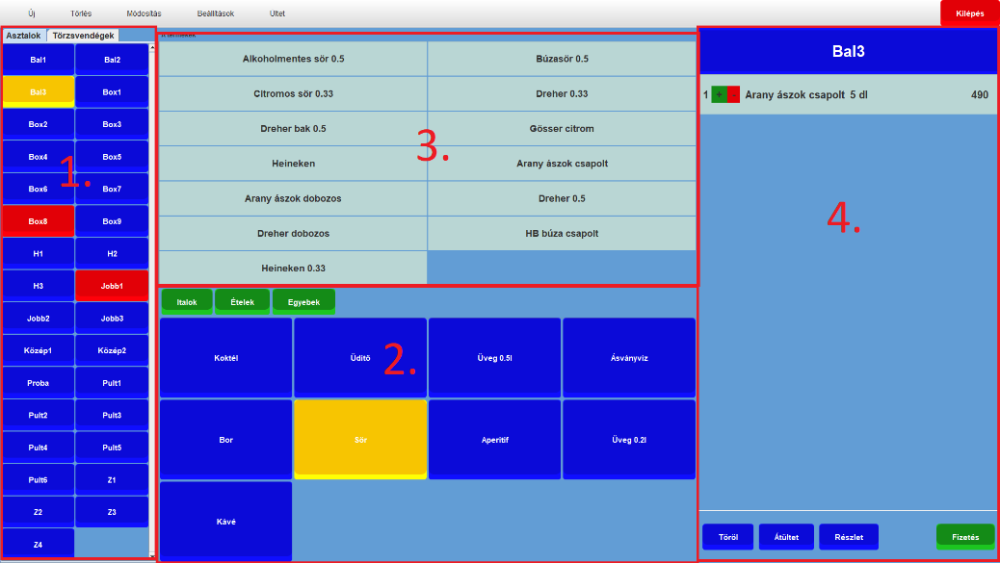 Új Törlés Módosítás Beállítások Ültet Kilépés
Asztalok Törzsvendégek
Bal1 Bal2
Bal3 Box1
Box2 Box3
Box4 Box5
Box6 Box7
Box8 Box9
H1 H2
H3 Jobb1
Jobb2 Jobb3
Közép1 Közép2
Proba Pult1
Pult2 Pult3
Pult4 Pult5
Pult6 Z1
Z2 Z3
Z4
1.
Alkoholmentes sör 0.5 Búzasör 0.5
Citromos sör 0.33 Dreher 0.33
Dreher bak 0.5 Gösser citrom
Heineken Arany ászok csapolt
Arany ászok dobozos Dreher 0.5
Dreher dobozos HB búza csapolt
Heineken 0.33
3.
Italok Ételek Egyebek
Koktél Üdítő Üveg 0.5l Ásványvíz
Bor Sör Aperitif Üveg 0.2l
Kávé
2.
Bal3
1 + - Arany ászok csapolt 5 dl 490
4.
Töröl Átültet Részlet Fizetés